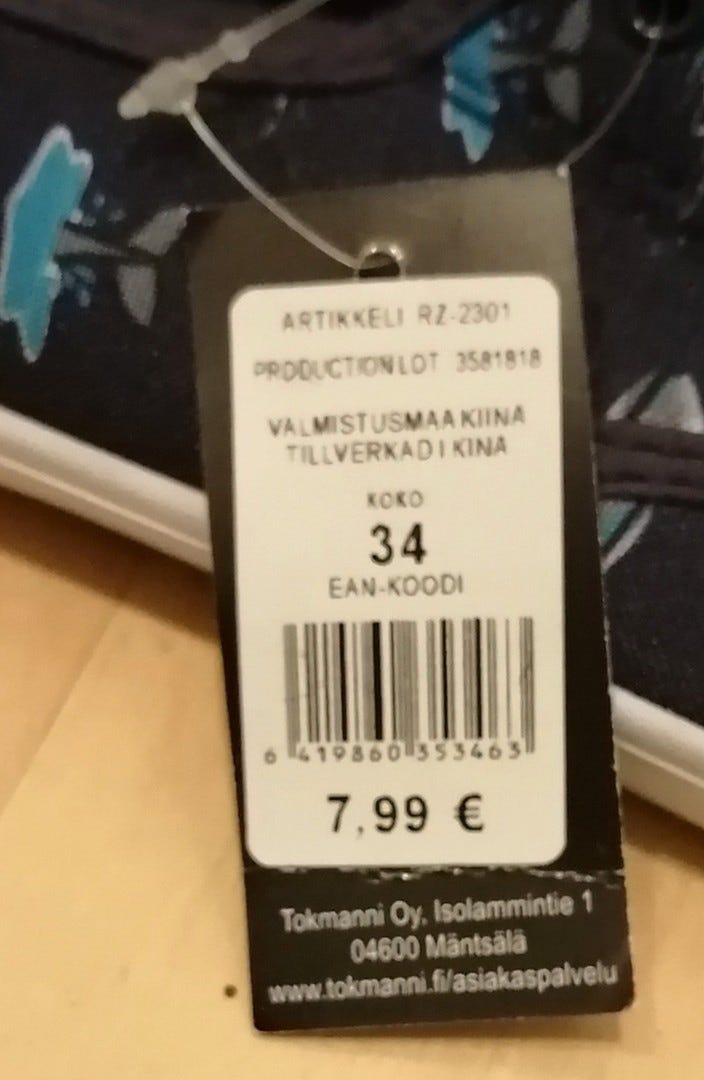 ARTIKKELI RZ-2301
PRODUCTION LOT 3581818
VALMISTUSMAA KIINA
TILLVERKAD I KINA
KOKO
34
EAN-KOODI
6 419860 353463
7,99 €
Tokmanni Oy, Isolammintie 1
04600 Mäntsälä
www.tokmanni.fi/asiakaspalvelu